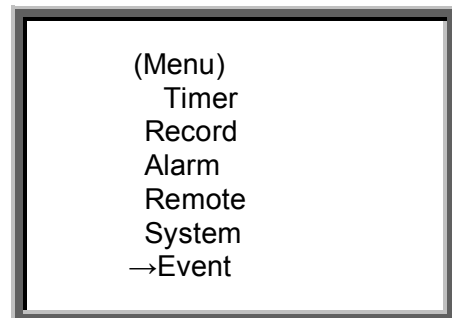 (Menu)
Timer
Record
Alarm
Remote
System
→Event